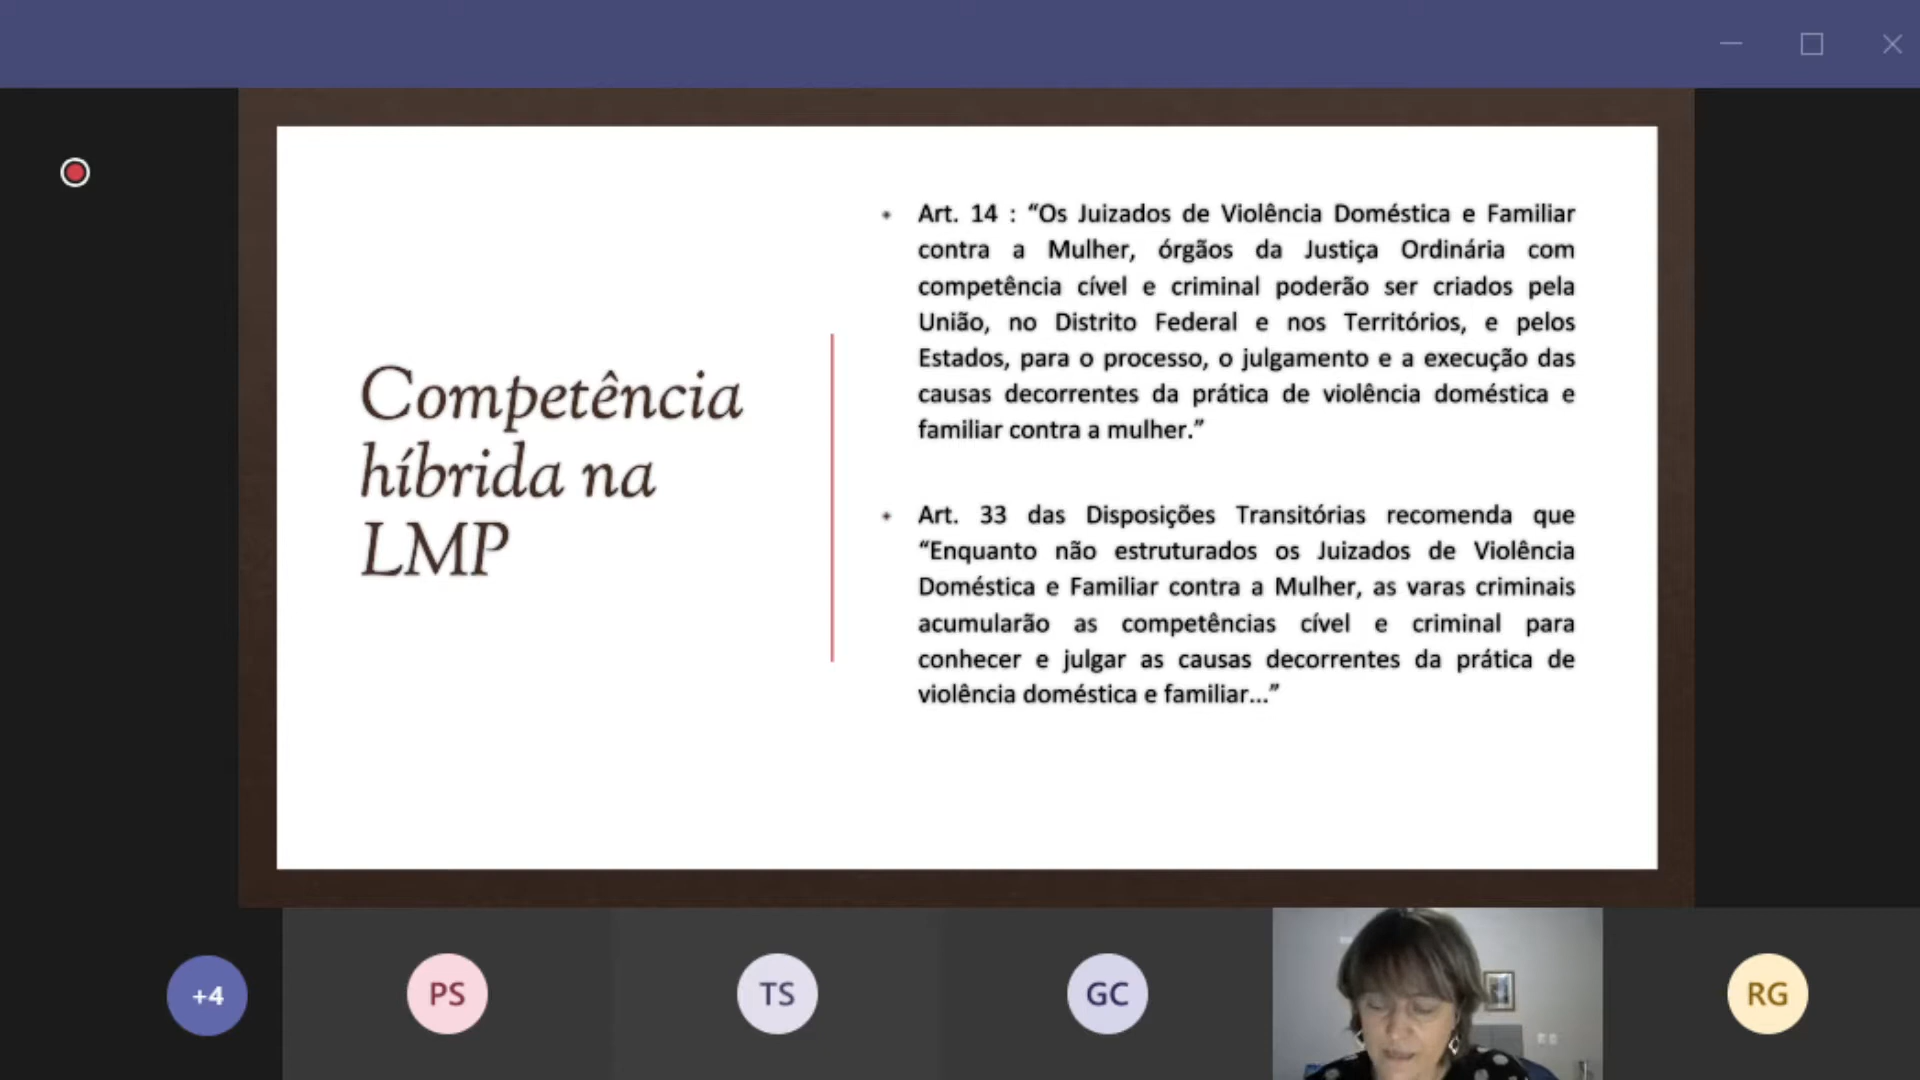 Competência
híbrida na
LMP
Art. 14 : “Os Juizados de Violência Doméstica e Familiar
contra a Mulher, órgãos da Justiça Ordinária com
competência cível e criminal poderão ser criados pela
União, no Distrito Federal e nos Territórios, e pelos
Estados, para o processo, o julgamento e a execução das
causas decorrentes da prática de violência doméstica e
familiar contra a mulher.”
Art. 33 das Disposições Transitórias recomenda que
“Enquanto não estruturados os Juizados de Violência
Doméstica e Familiar contra a Mulher, as varas criminais
acumularão as competências cível e criminal para
conhecer e julgar as causas decorrentes da prática de
violência doméstica e familiar...”
+4
PS
TS
GC
RG